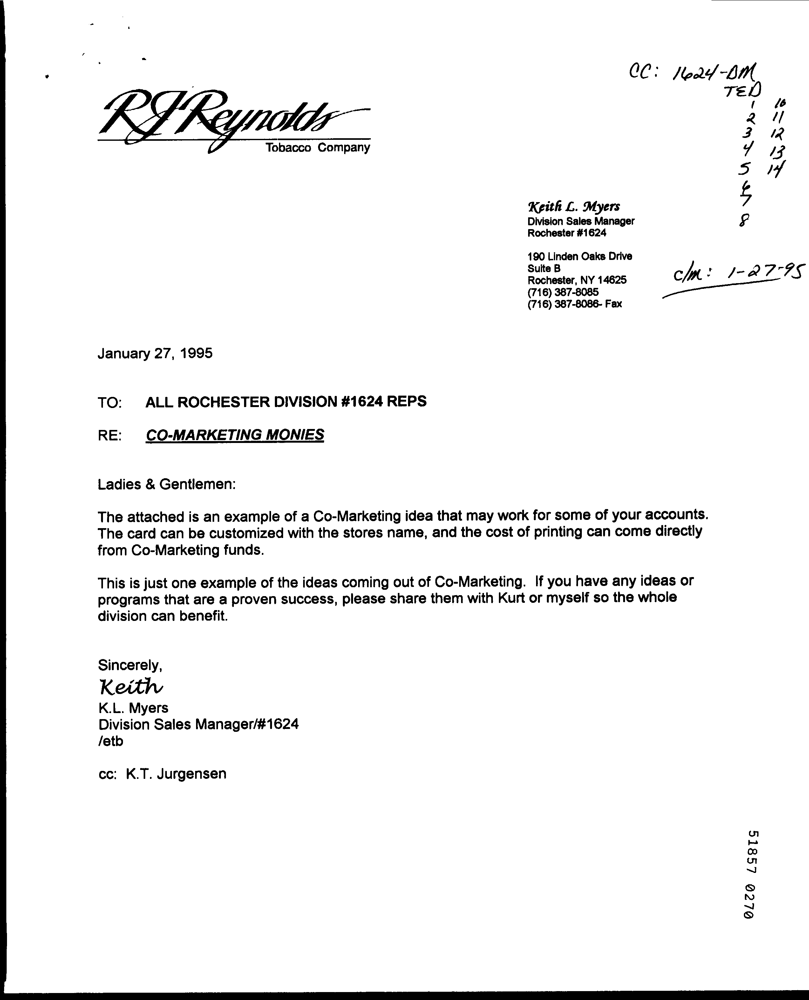 CC: 1624-DM
TED
1 10
2 11
3 12
4 13
5 14
6
7
8
RJReynolds
Tobacco Company
Keith L. Myers
Division Sales Manager
Rochester #1624
190 Linden Oaks Drive
Suite B
Rochester, NY 14625
(716) 387-8085
(716) 387-8086- Fax
c/m: 1-27-95
January 27, 1995
TO: ALL ROCHESTER DIVISION #1624 REPS
RE: CO-MARKETING MONIES
Ladies & Gentlemen:
The attached is an example of a Co-Marketing idea that may work for some of your accounts.
The card can be customized with the stores name, and the cost of printing can come directly
from Co-Marketing funds.
This is just one example of the ideas coming out of Co-Marketing. If you have any ideas or
programs that are a proven success, please share them with Kurt or myself so the whole
division can benefit.
Sincerely,
Keith
K.L. Myers
Division Sales Manager/#1624
/etb
cc: K.T. Jurgensen
51857 0270